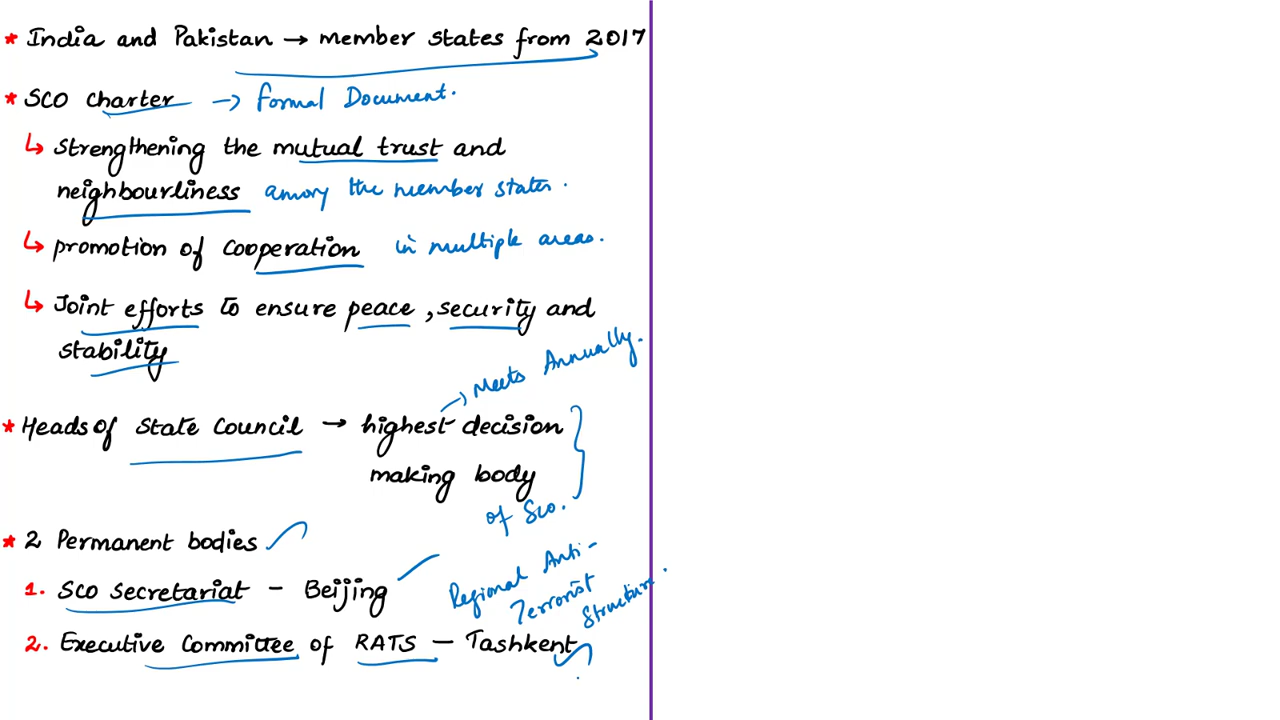 * India and Pakistan → member states from 2017
* SCO charter → formal Document.
↳ strengthening the mutual trust and
neighbourliness among the member states.
↳ promotion of cooperation in multiple areas.
↳ Joint efforts to ensure peace, security and
stability
→ Meets Annually.
* Heads of State Council → highest decision
making body
of Sco.
* 2 Permanent bodies
1. SCO Secretariat - Beijing
Regional Anti-
Terrorist
Structure.
2. Executive Committee of RATS - Tashkent